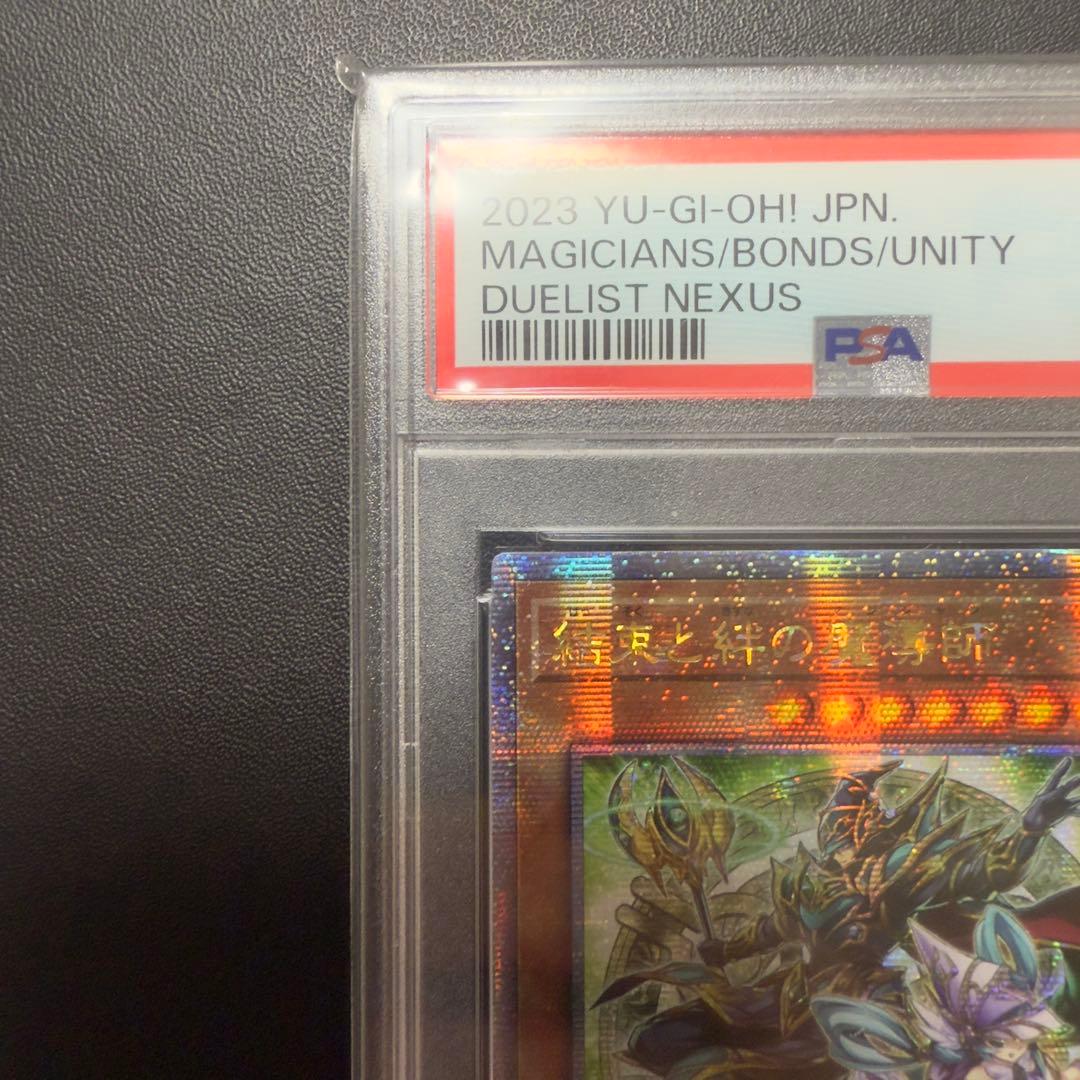 2023 YU-GI-OH! JPN.
MAGICIANS/BONDS/UNITY
DUELIST NEXUS
PSA
結束と絆の魔導師